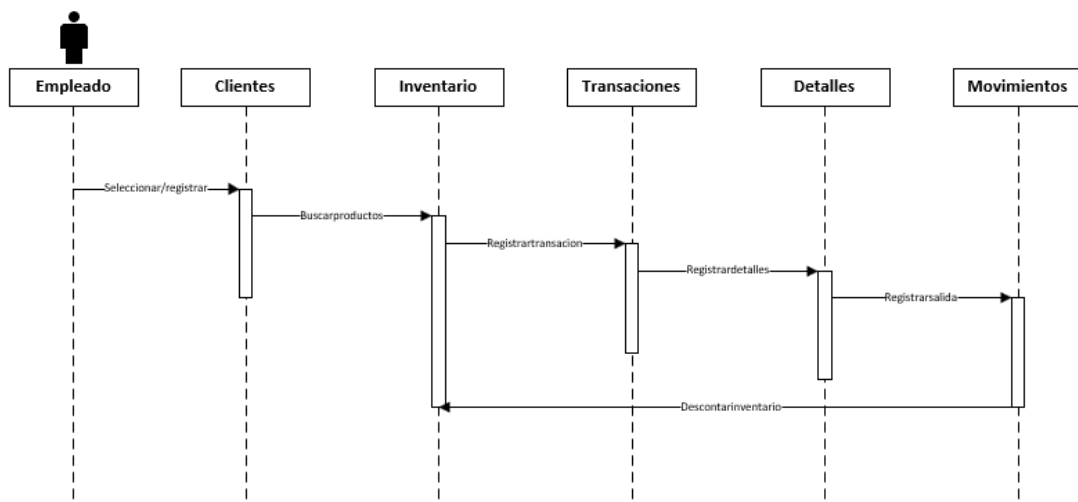 Empleado
Clientes
Inventario
Transaciones
Detalles
Movimientos
Seleccionar/registrar
Buscarproductos
Registrartransacion
Registrardetalles
Registrarsalida
Descontarinventario